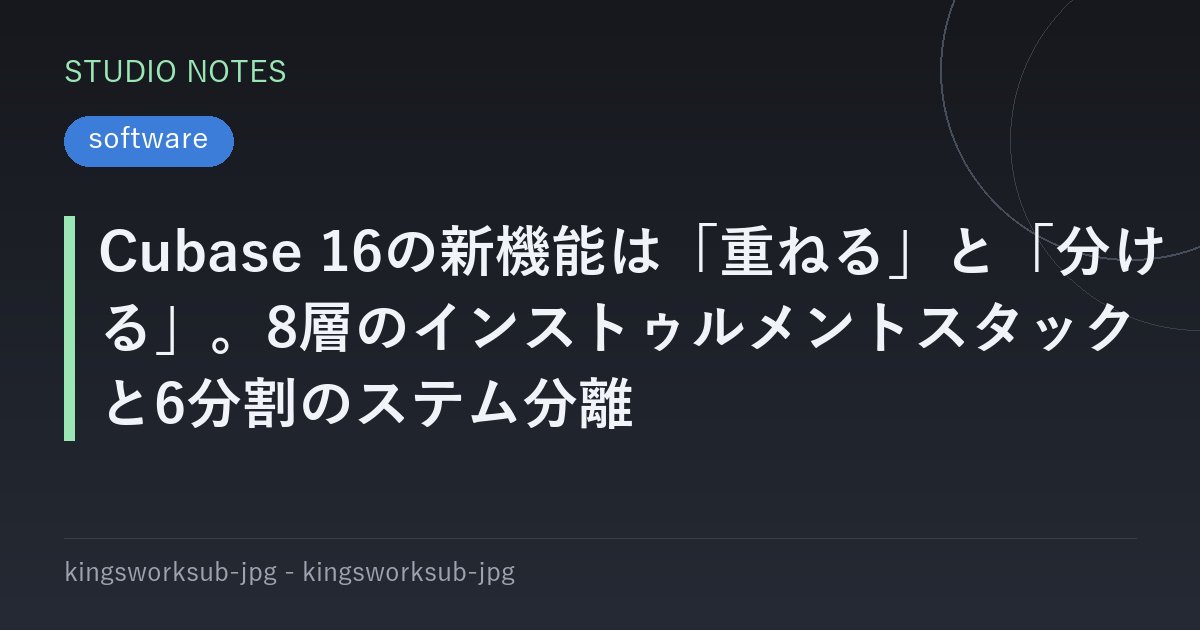 STUDIO NOTES
software
Cubase 16の新機能は「重ねる」と「分け
る」。8層のインストゥルメントスタック
と6分割のステム分離
kingsworksub-jpg - kingsworksub-jpg